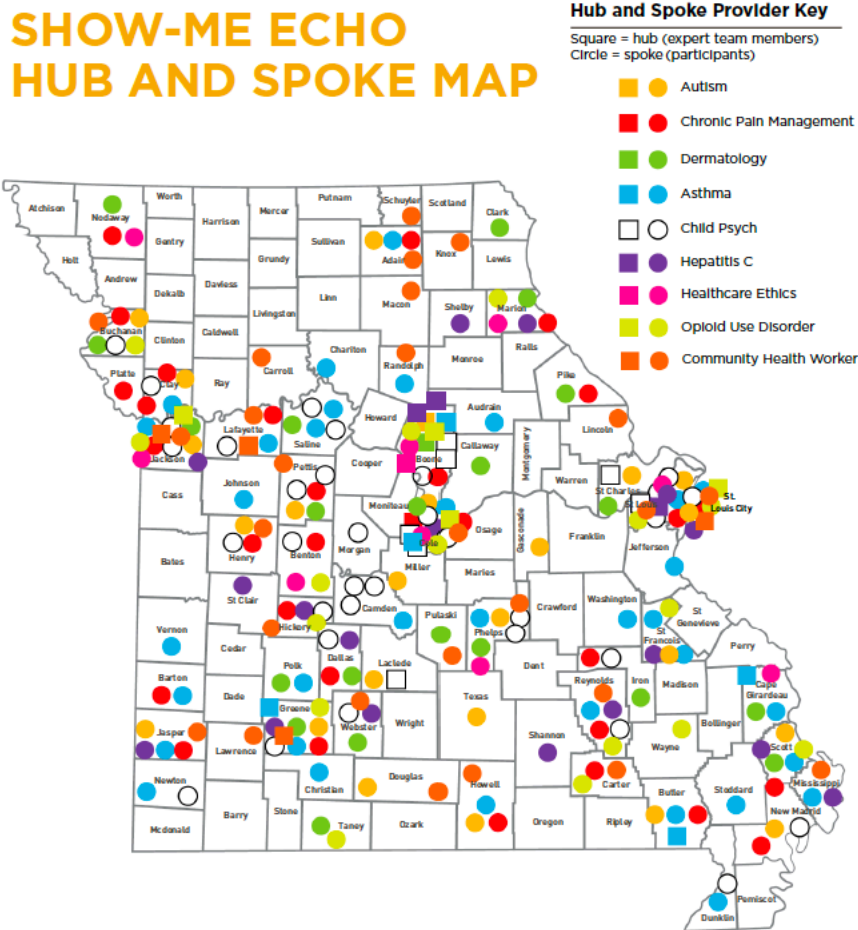 SHOW-ME ECHO
HUB AND SPOKE MAP
Hub and Spoke Provider Key
Square = hub (expert team members)
Circle = spoke (participants)
Autism
Chronic Pain Management
Dermatology
Asthma
Child Psych
Hepatitis C
Healthcare Ethics
Opioid Use Disorder
Community Health Worker
Atchison
Nodaway
Worth
Harrison
Mercer
Putnam
Schuyler
Scotland
Clark
Holt
Gentry
Grundy
Sullivan
Adair
Knox
Lewis
Andrew
Dekalb
Daviess
Livingston
Linn
Macon
Shelby
Marion
Buchanan
Clinton
Caldwell
Chariton
Randolph
Monroe
Ralls
Platte
Clay
Ray
Carroll
Pike
Lafayette
Saline
Howard
Boone
Audrain
Callaway
Montgomery
Lincoln
Jackson
Pettis
Cooper
Warren
St Charles
St Louis
St.
Louis City
Cass
Johnson
Moniteau
Cole
Osage
Gasconade
Franklin
Jefferson
Bates
Henry
Benton
Morgan
Miller
Maries
St Clair
Hickory
Camden
Pulaski
Phelps
Crawford
Washington
St
Genevieve
St
Francois
Perry
Vernon
Cedar
Polk
Dallas
Laclede
Dent
Reynolds
Iron
Madison
Cape
Girardeau
Barton
Dade
Greene
Webster
Wright
Texas
Shannon
Wayne
Bollinger
Jasper
Lawrence
Scott
Newton
Christian
Douglas
Howell
Carter
Butler
Stoddard
Mississippi
New Madrid
Mcdonald
Barry
Stone
Taney
Ozark
Oregon
Ripley
Dunklin
Pemiscot